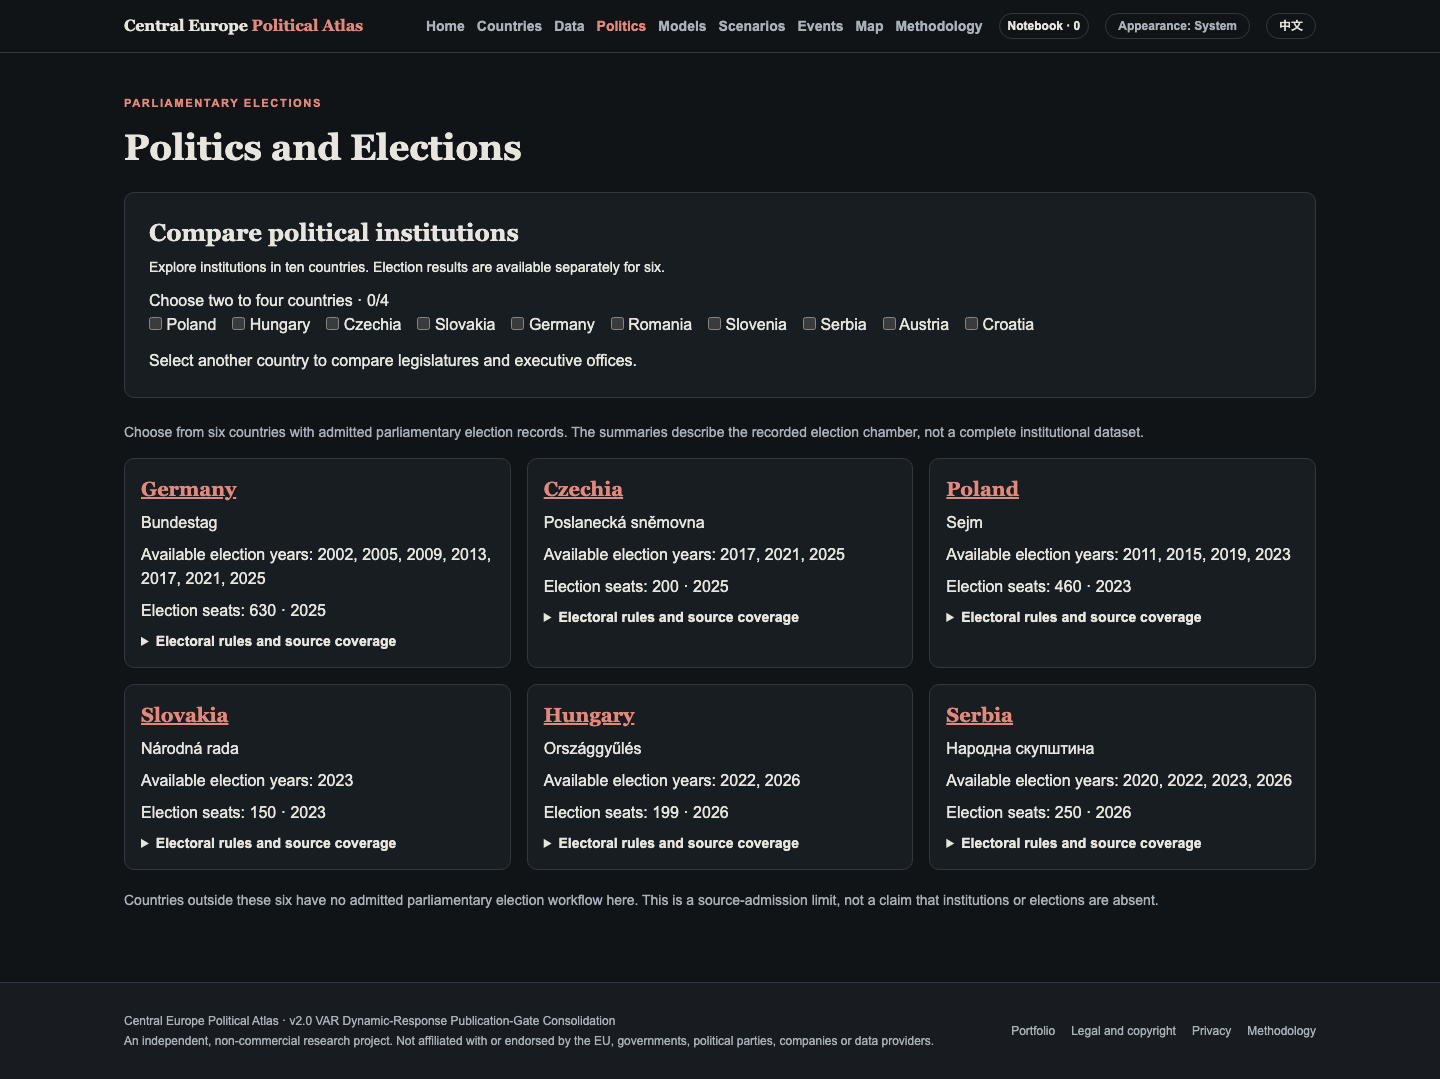 Central Europe Political Atlas
Home Countries Data Politics Models Scenarios Events Map Methodology Notebook · 0 Appearance: System 中文
PARLIAMENTARY ELECTIONS
Politics and Elections
Compare political institutions
Explore institutions in ten countries. Election results are available separately for six.
Choose two to four countries · 0/4
Poland Hungary Czechia Slovakia Germany Romania Slovenia Serbia Austria Croatia
Select another country to compare legislatures and executive offices.
Choose from six countries with admitted parliamentary election records. The summaries describe the recorded election chamber, not a complete institutional dataset.
Germany
Bundestag
Available election years: 2002, 2005, 2009, 2013,
2017, 2021, 2025
Election seats: 630 · 2025
Electoral rules and source coverage
Czechia
Poslanecká sněmovna
Available election years: 2017, 2021, 2025
Election seats: 200 · 2025
Electoral rules and source coverage
Poland
Sejm
Available election years: 2011, 2015, 2019, 2023
Election seats: 460 · 2023
Electoral rules and source coverage
Slovakia
Národná rada
Available election years: 2023
Election seats: 150 · 2023
Electoral rules and source coverage
Hungary
Országgyűlés
Available election years: 2022, 2026
Election seats: 199 · 2026
Electoral rules and source coverage
Serbia
Народна скупштина
Available election years: 2020, 2022, 2023, 2026
Election seats: 250 · 2026
Electoral rules and source coverage
Countries outside these six have no admitted parliamentary election workflow here. This is a source-admission limit, not a claim that institutions or elections are absent.
Central Europe Political Atlas · v2.0 VAR Dynamic-Response Publication-Gate Consolidation
An independent, non-commercial research project. Not affiliated with or endorsed by the EU, governments, political parties, companies or data providers.
Portfolio Legal and copyright Privacy Methodology